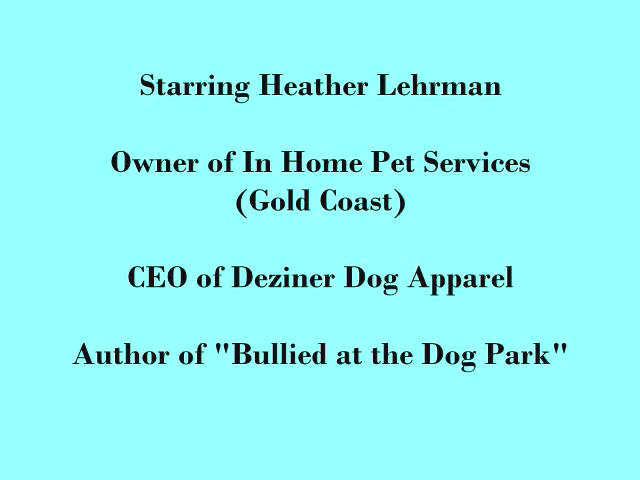 Starring Heather Lehrman
Owner of In Home Pet Services
(Gold Coast)
CEO of Deziner Dog Apparel
Author of "Bullied at the Dog Park"